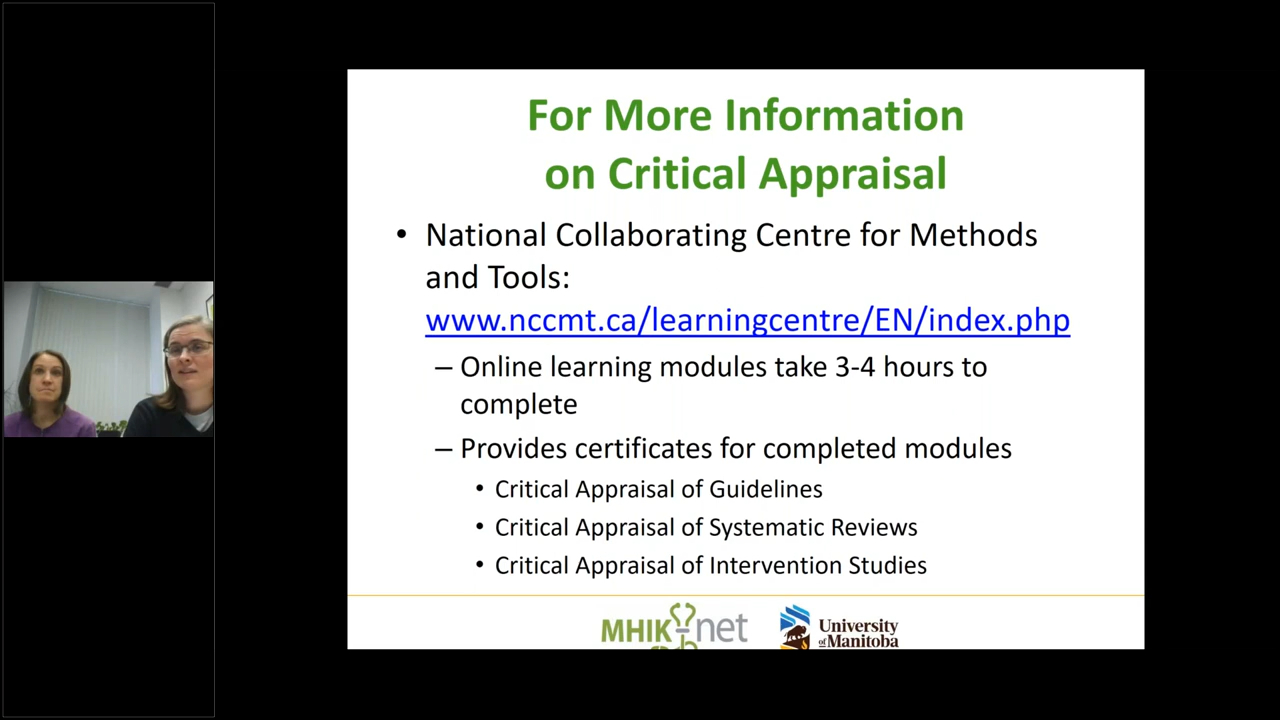 For More Information
on Critical Appraisal
• National Collaborating Centre for Methods
and Tools:
www.nccmt.ca/learningcentre/EN/index.php
– Online learning modules take 3-4 hours to
complete
– Provides certificates for completed modules
• Critical Appraisal of Guidelines
• Critical Appraisal of Systematic Reviews
• Critical Appraisal of Intervention Studies
MHIK-net
University
of Manitoba